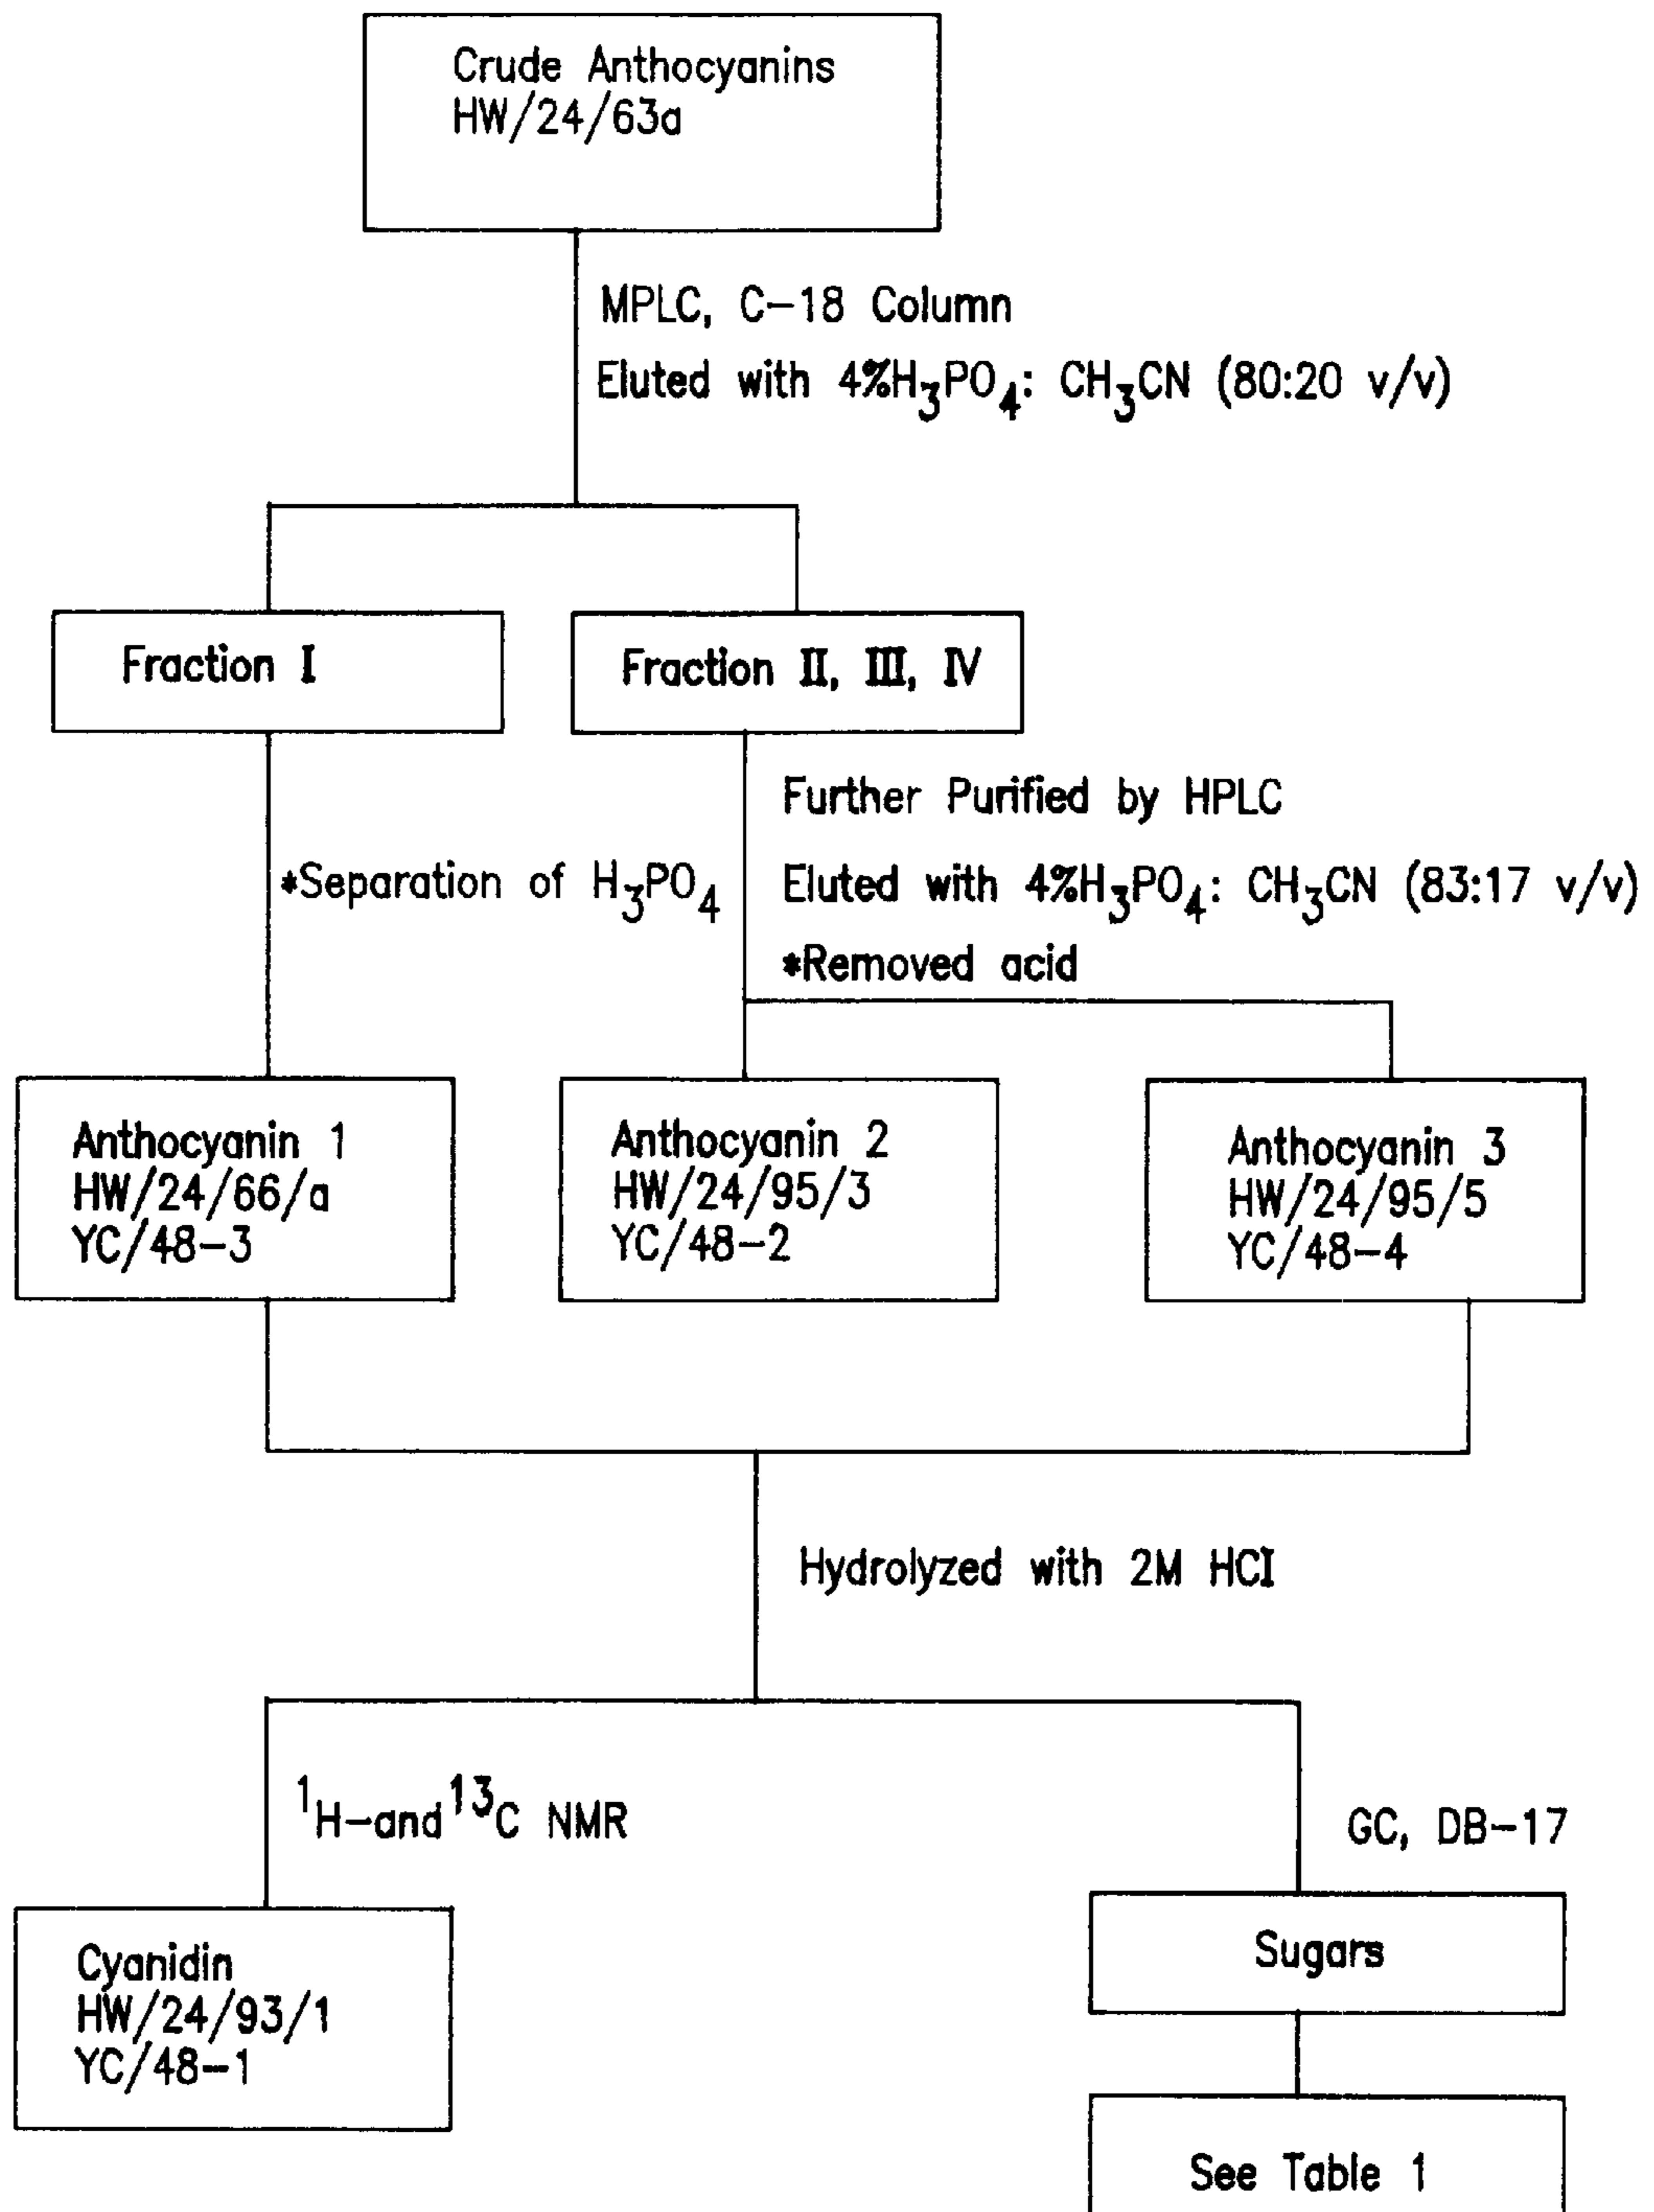 Crude Anthocyanins
HW/24/63a
MPLC, C-18 Column
Eluted with 4%H3PO4: CH3CN (80:20 v/v)
Fraction I
Fraction II, III, IV
Further Purified by HPLC
*Separation of H3PO4
Eluted with 4%H3PO4: CH3CN (83:17 v/v)
*Removed acid
Anthocyanin 1
HW/24/66/a
YC/48-3
Anthocyanin 2
HW/24/95/3
YC/48-2
Anthocyanin 3
HW/24/95/5
YC/48-4
Hydrolyzed with 2M HCI
1H-and 13C NMR
GC, DB-17
Cyanidin
HW/24/93/1
YC/48-1
Sugars
See Table 1